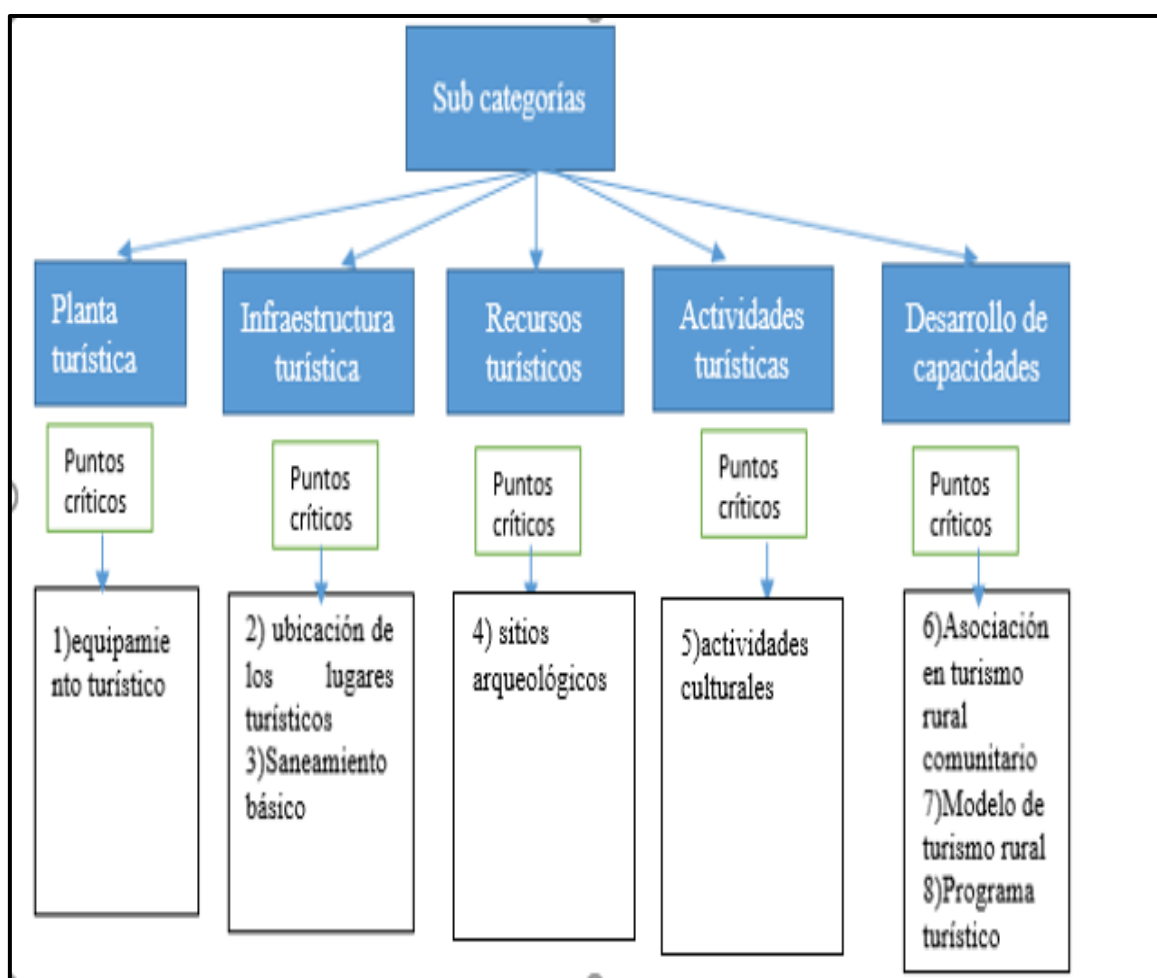 Sub categorías
Planta
turística
Infraestructura
turística
Recursos
turísticos
Actividades
turísticas
Desarrollo de
capacidades
Puntos
críticos
Puntos
críticos
Puntos
críticos
Puntos
críticos
Puntos
críticos
1)equipamie
nto turístico
2) ubicación de
los lugares
turísticos
3)Saneamiento
básico
4) sitios
arqueológicos
5)actividades
culturales
6)Asociación
en turismo
rural
comunitario
7)Modelo de
turismo rural
8)Programa
turístico